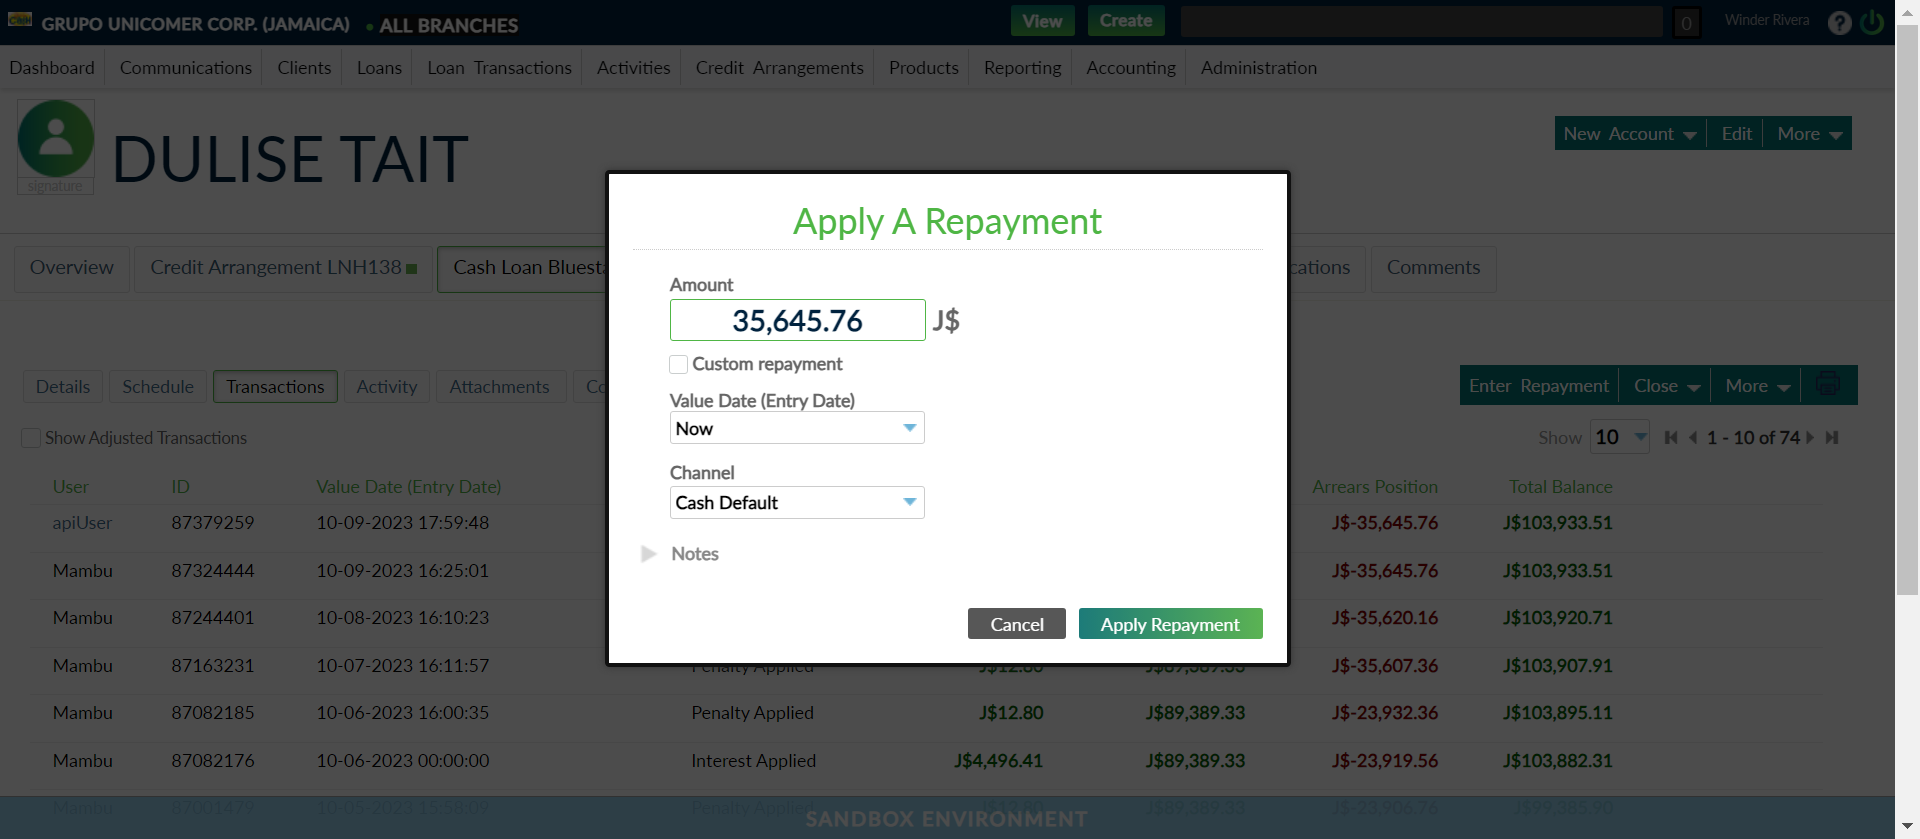 GRUPO UNICOMER CORP. (JAMAICA) ALL BRANCHES View Create 0 Winder Rivera ?
Dashboard Communications Clients Loans Loan Transactions Activities Credit Arrangements Products Reporting Accounting Administration
DULISE TAIT
signature
New Account Edit More
Overview Credit Arrangement LNH138 Cash Loan Comments
Apply A Repayment
Amount
35,645.76 J$
Custom repayment
Value Date (Entry Date)
Now
Channel
Cash Default
Notes
Cancel Apply Repayment
Details Schedule Transactions Activity Attachments
Enter Repayment Close More
Show Adjusted Transactions
Show 10 1 - 10 of 74
User ID Value Date (Entry Date) Arrears Position Total Balance
apiUser 87379259 10-09-2023 17:59:48 J$-35,645.76 J$103,933.51
Mambu 87324444 10-09-2023 16:25:01 J$-35,645.76 J$103,933.51
Mambu 87244401 10-08-2023 16:10:23 J$-35,620.16 J$103,920.71
Mambu 87163231 10-07-2023 16:11:57 Penalty Applied J$12.80 J$89,389.33 J$-35,607.36 J$103,907.91
Mambu 87082185 10-06-2023 16:00:35 Penalty Applied J$12.80 J$89,389.33 J$-23,932.36 J$103,895.11
Mambu 87082176 10-06-2023 00:00:00 Interest Applied J$4,496.41 J$89,389.33 J$-23,919.56 J$103,882.31
Mambu 87001479 10-05-2023 15:58:09 Penalty Applied J$12.80 J$89,389.33 J$-23,906.76 J$99,385.90
SANDBOX ENVIRONMENT